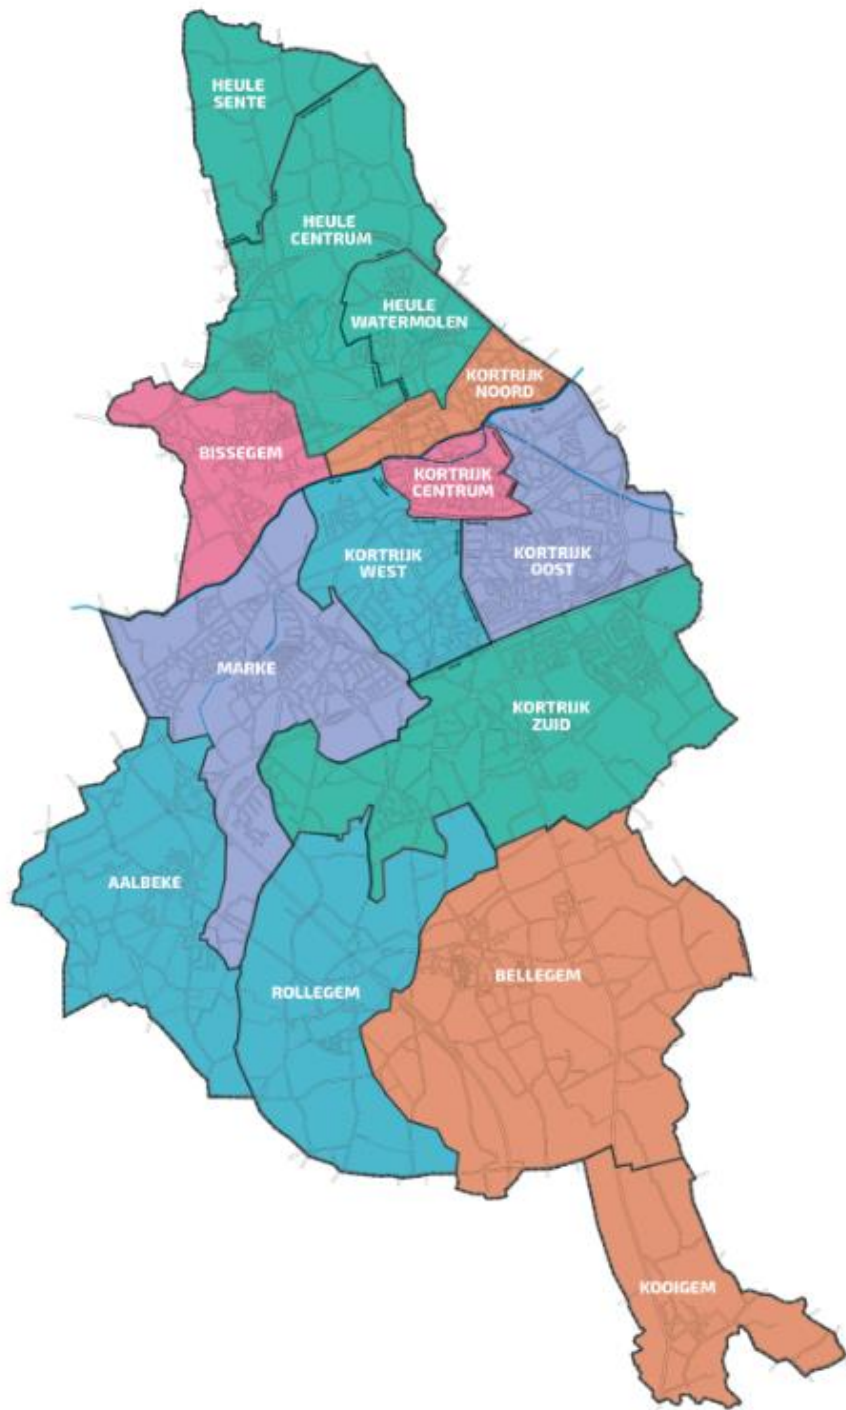 HEULE
SENTE
HEULE
CENTRUM
HEULE
WATERMOLEN
KORTRIJK
NOORD
BISSEGEM
KORTRIJK
CENTRUM
KORTRIJK
WEST
KORTRIJK
OOST
MARKE
KORTRIJK
ZUID
AALBEKE
ROLLEGEM
BELLEGEM
KOOIGEM